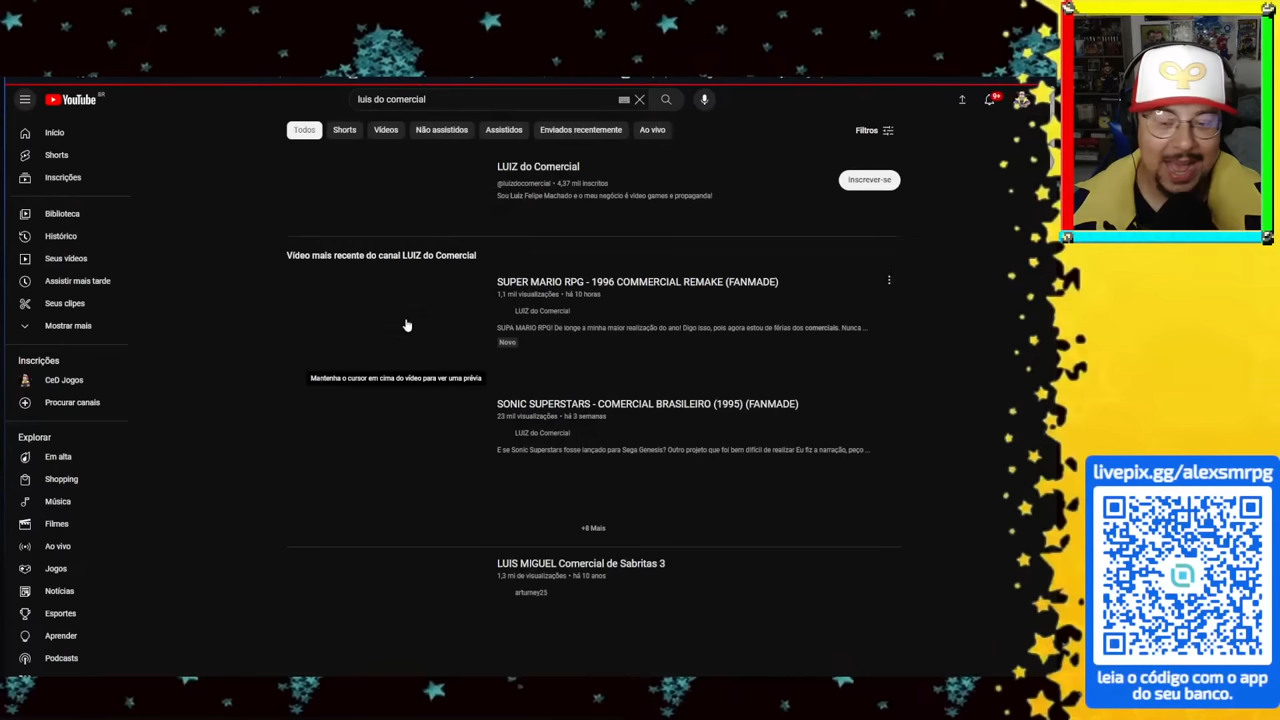 YouTube BR
luis do comercial
9+
Todos
Shorts
Vídeos
Não assistidos
Assistidos
Enviados recentemente
Ao vivo
Filtros
Início
Shorts
Inscrições
Biblioteca
Histórico
Seus vídeos
Assistir mais tarde
Seus clipes
Mostrar mais
Inscrições
CeD Jogos
Procurar canais
Explorar
Em alta
Shopping
Música
Filmes
Ao vivo
Jogos
Notícias
Esportes
Aprender
Podcasts
LUIZ do Comercial
@luizdocomercial • 4,37 mil inscritos
Sou Luiz Felipe Machado e o meu negócio é vídeo games e propaganda!
Inscrever-se
Vídeo mais recente do canal LUIZ do Comercial
SUPER MARIO RPG - 1996 COMMERCIAL REMAKE (FANMADE)
1,1 mil visualizações • há 10 horas
LUIZ do Comercial
SUPA MARIO RPG! De longe a minha maior realização do ano! Digo isso, pois agora estou de férias dos comerciais. Nunca ...
Novo
Mantenha o cursor em cima do vídeo para ver uma prévia
SONIC SUPERSTARS - COMERCIAL BRASILEIRO (1995) (FANMADE)
23 mil visualizações • há 3 semanas
LUIZ do Comercial
E se Sonic Superstars fosse lançado para Sega Genesis? Outro projeto que foi bem difícil de realizar Eu fiz a narração, peço ...
+8 Mais
LUIS MIGUEL Comercial de Sabritas 3
1,3 mi de visualizações • há 10 anos
arturney25
livepix.gg/alexsmrpg
leia o código com o app
do seu banco.